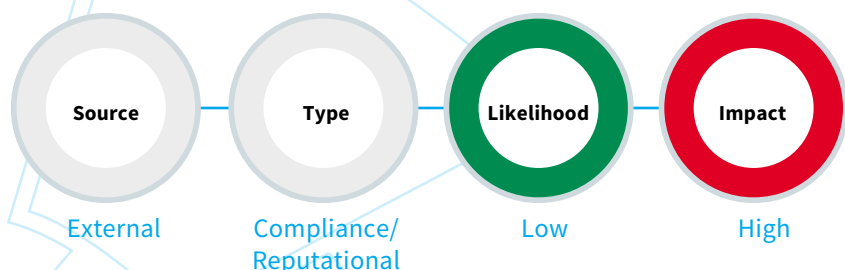 Source
Type
Likelihood
Impact
External
Compliance/
Reputational
Low
High